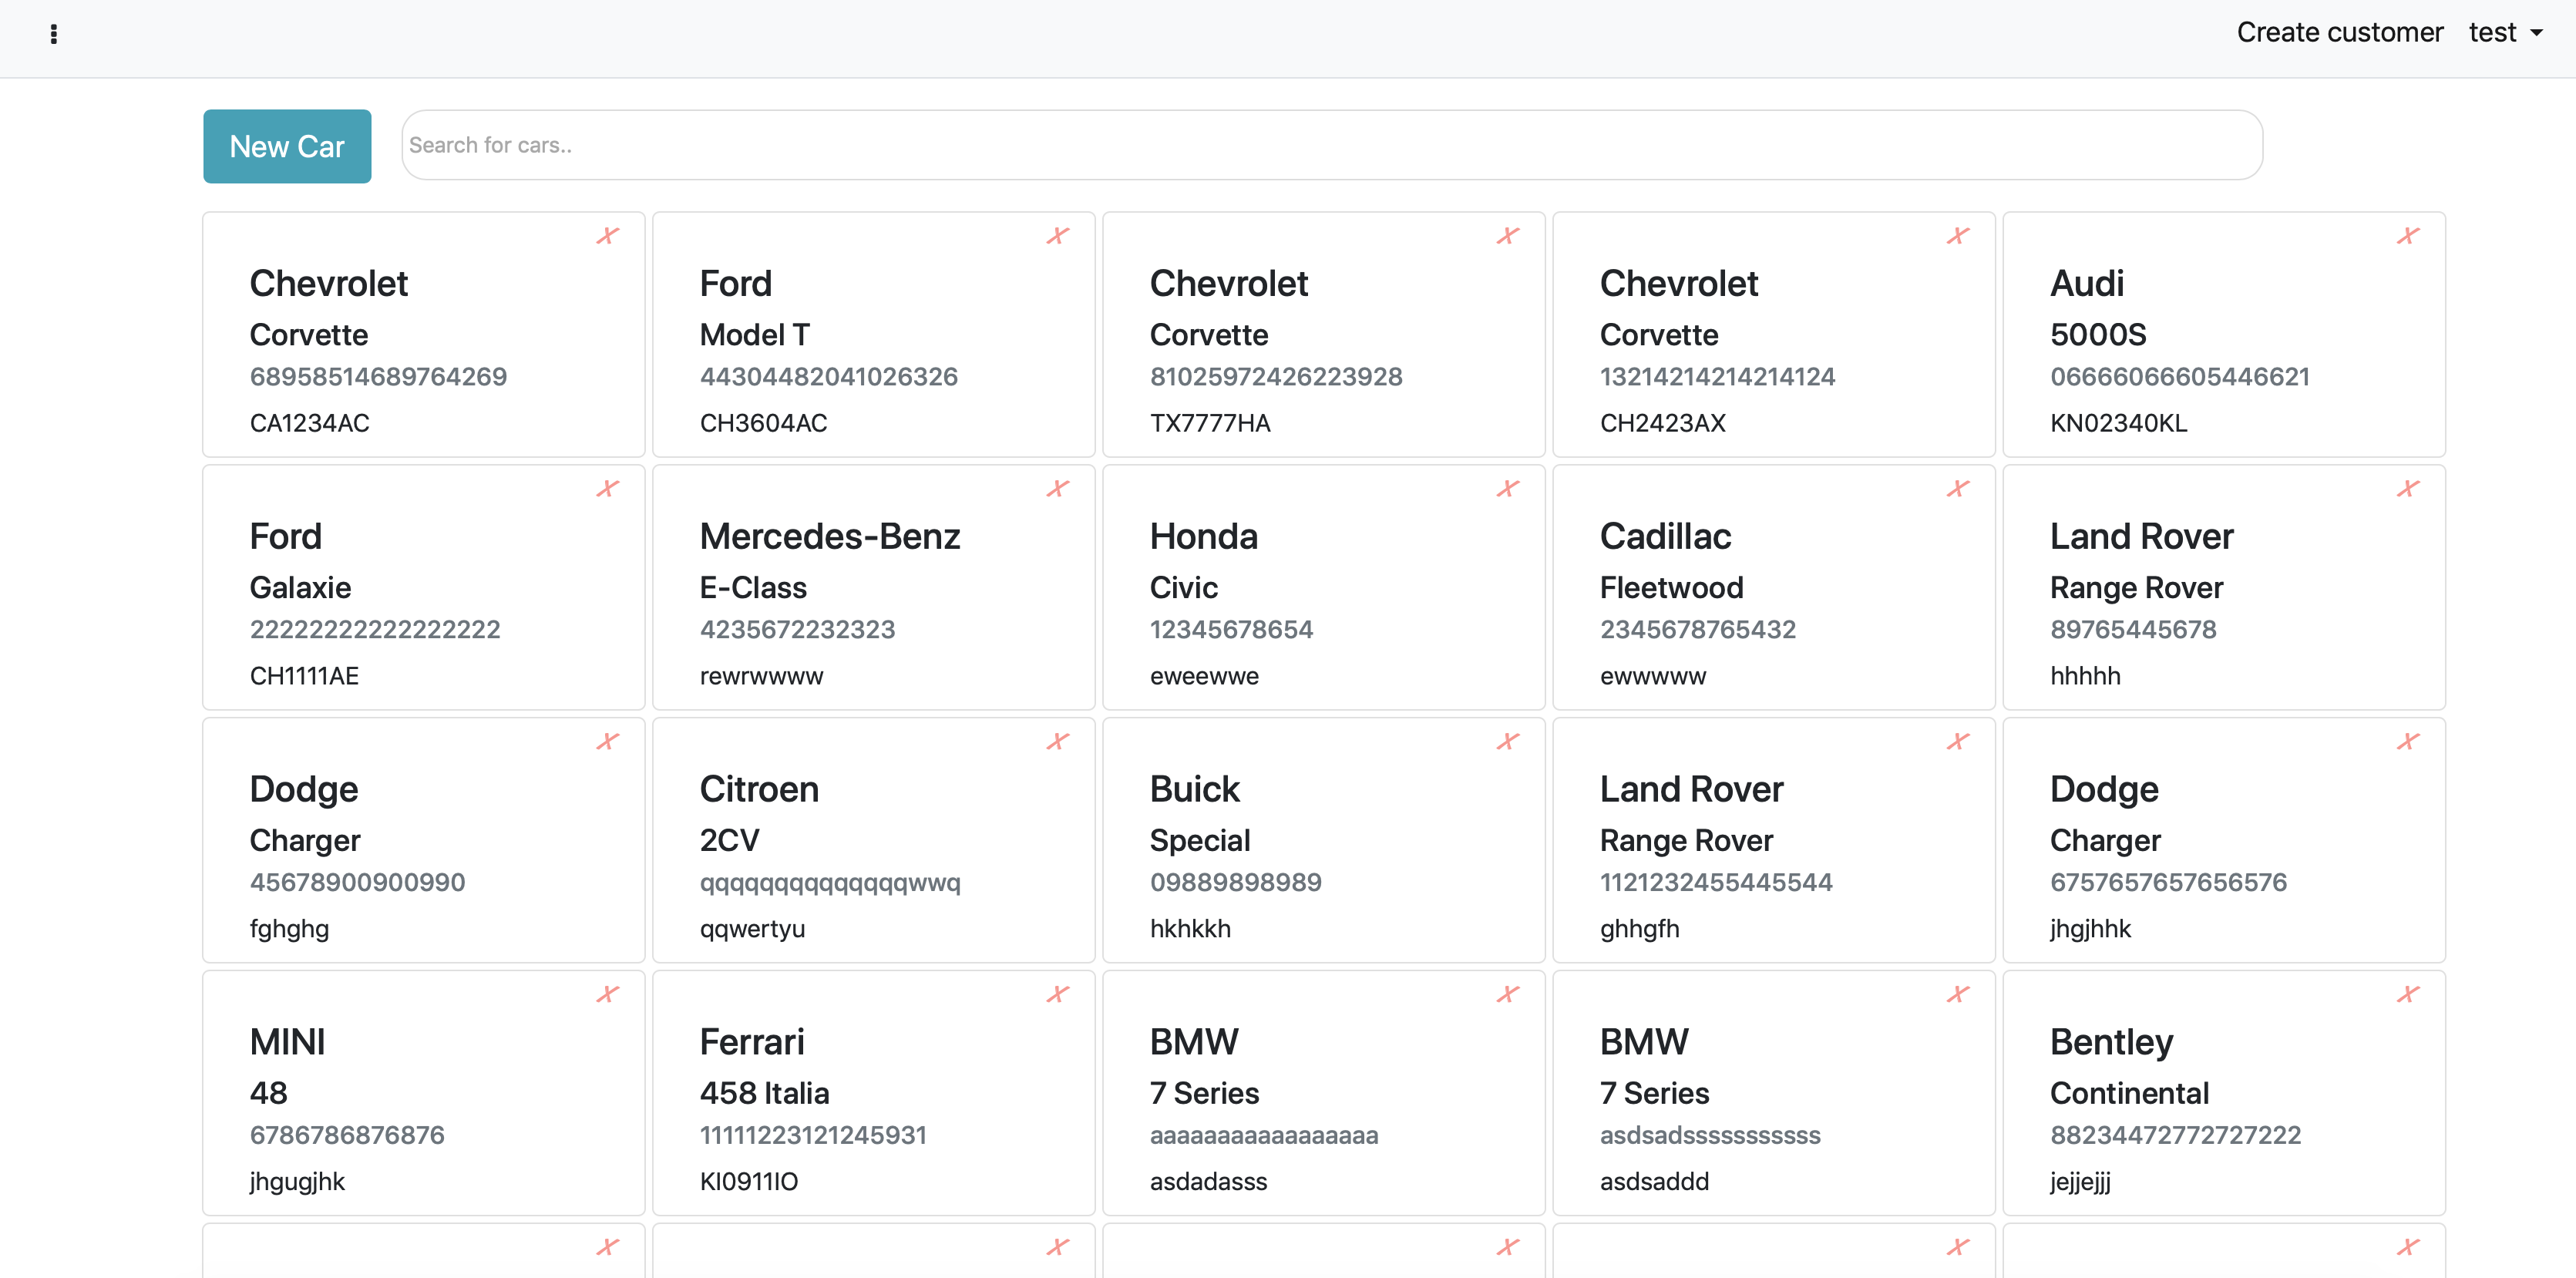 Create customer test
New Car
Search for cars..
Chevrolet
Corvette
68958514689764269
CA1234AC
Ford
Model T
44304482041026326
CH3604AC
Chevrolet
Corvette
81025972426223928
TX7777HA
Chevrolet
Corvette
13214214214214124
CH2423AX
Audi
5000S
06666066605446621
KN02340KL
Ford
Galaxie
22222222222222222
CH1111AE
Mercedes-Benz
E-Class
4235672232323
rewrwwww
Honda
Civic
12345678654
eweewwe
Cadillac
Fleetwood
2345678765432
ewwwww
Land Rover
Range Rover
89765445678
hhhhh
Dodge
Charger
45678900900990
fghghg
Citroen
2CV
qqqqqqqqqqqqqqwwq
qqwertyu
Buick
Special
09889898989
hkhkkh
Land Rover
Range Rover
1121232455445544
ghhgfh
Dodge
Charger
6757657657656576
jhgjhhk
MINI
48
6786786876876
jhgugjhk
Ferrari
458 Italia
11111223121245931
KI0911IO
BMW
7 Series
aaaaaaaaaaaaaaaaa
asdadasss
BMW
7 Series
asdsadsssssssssss
asdsaddd
Bentley
Continental
88234472772727222
jejjejjj